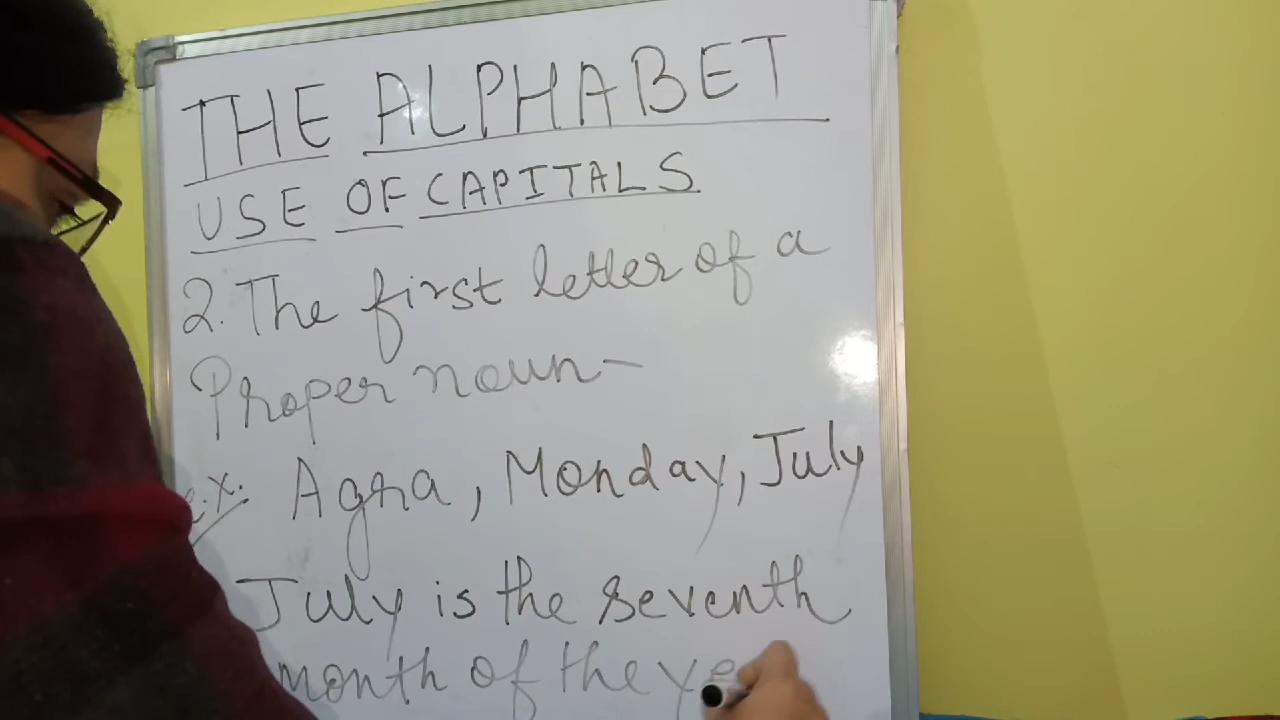 THE ALPHABET
USE OF CAPITALS
2. The first letter of a
Proper noun-
e.x. Agra, Monday, July
July is the seventh
month of the ye